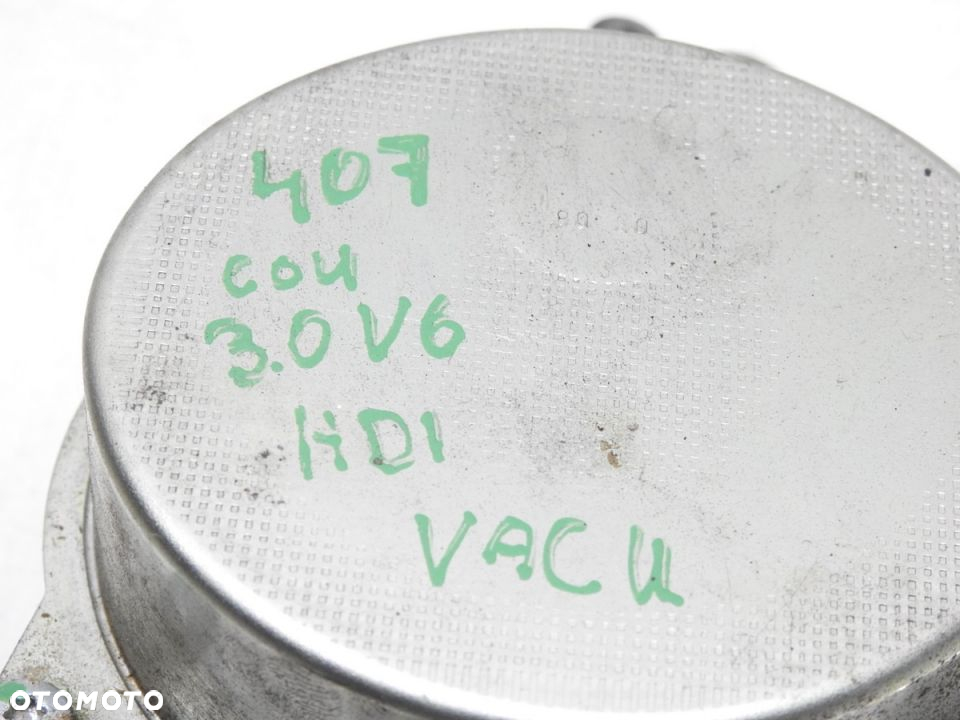 407
COU
3.0 V6
HDI
VACU
OTOMOTO